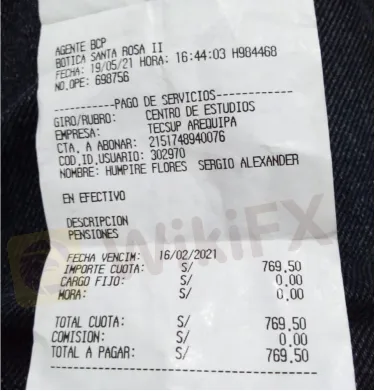 AGENTE BCP
BOTICA SANTA ROSA II
FECHA: 19/05/21 HORA: 16:44:03 H984468
NO.OPE: 698756
----------PAGO DE SERVICIOS-------------
GIRO/RUBRO: CENTRO DE ESTUDIOS
EMPRESA: TECSUP AREQUIPA
CTA. A ABONAR: 2151748940076
COD.ID.USUARIO: 302970
NOMBRE: HUMPIRE FLORES SERGIO ALEXANDER
EN EFECTIVO
DESCRIPCION
PENSIONES
FECHA VENCIM: 16/02/2021
IMPORTE CUOTA: S/ 769.50
CARGO FIJO: S/ 0.00
MORA: S/ 0.00
TOTAL CUOTA: S/ 769.50
COMISION: S/ 0.00
TOTAL A PAGAR: S/ 769.50
----------------------------------------
WikiFX